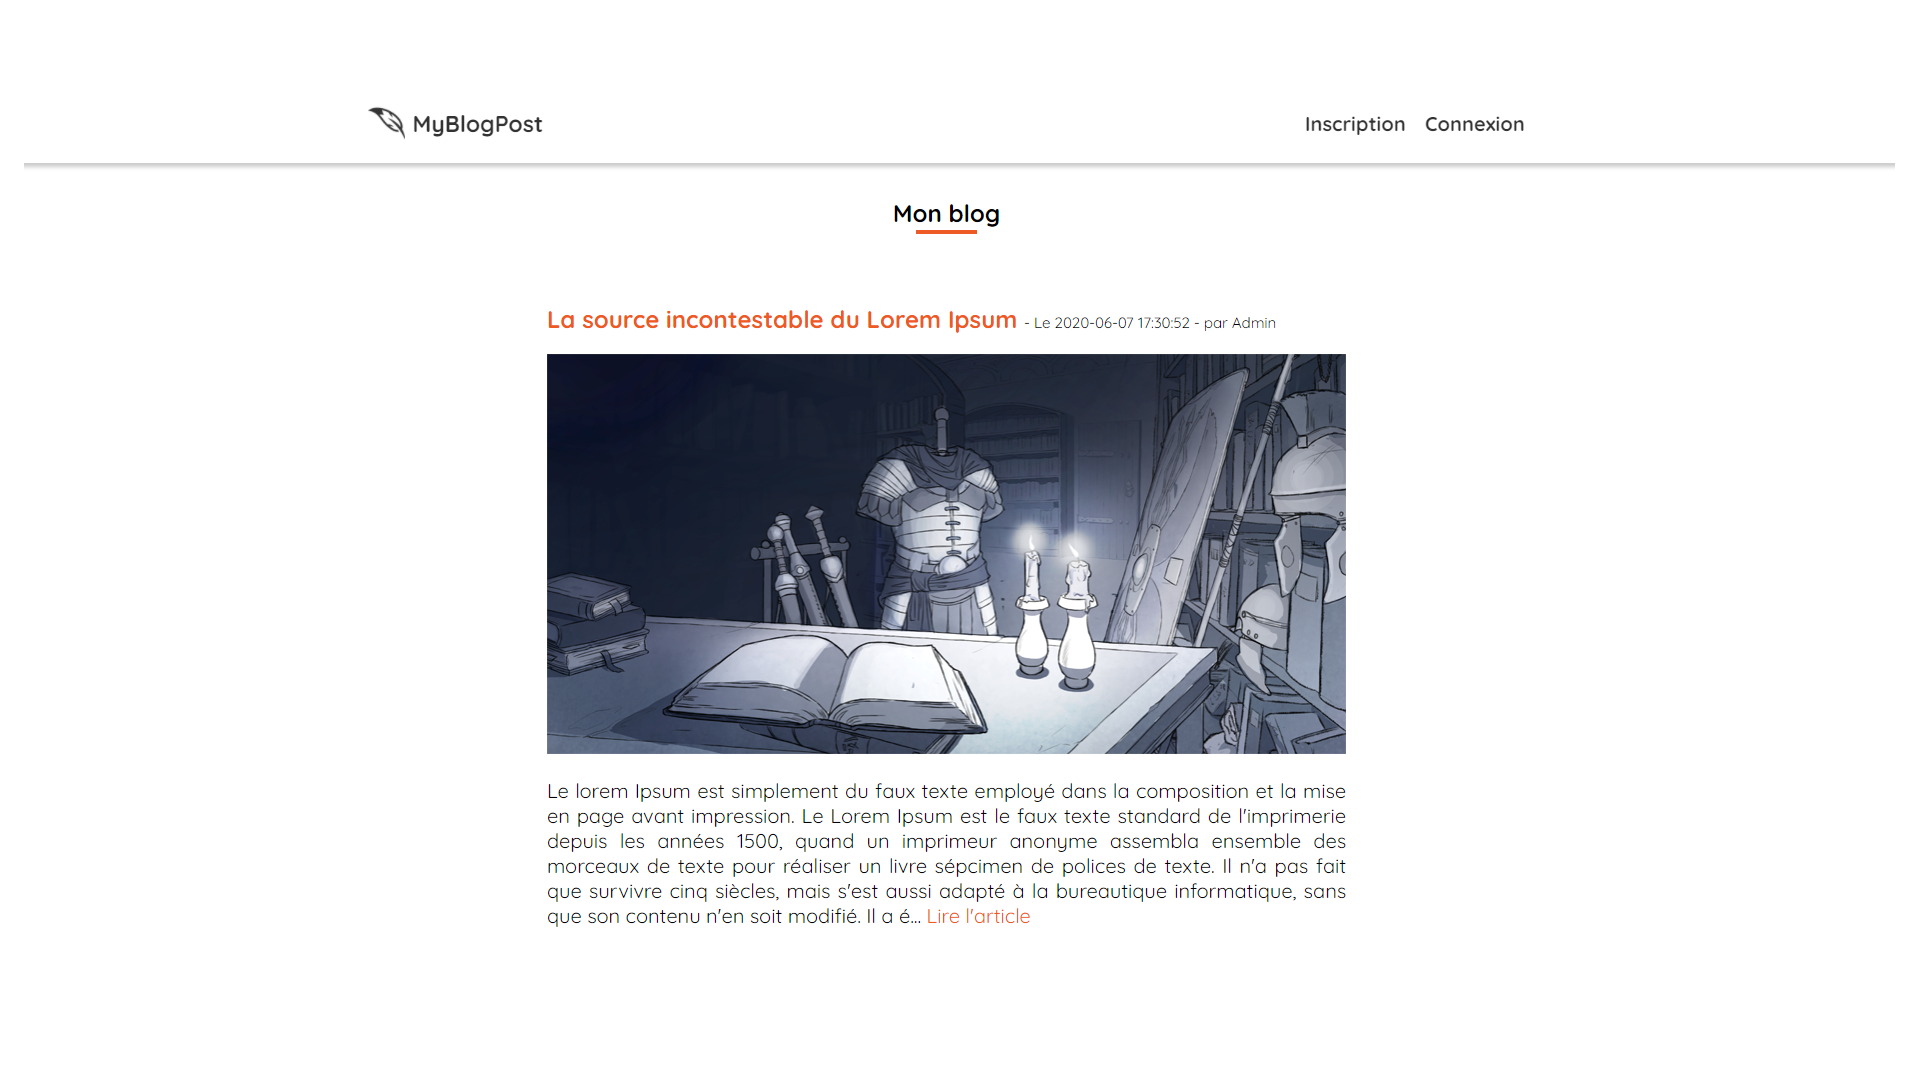 MyBlogPost
Inscription Connexion
Mon blog
La source incontestable du Lorem Ipsum - Le 2020-06-07 17:30:52 - par Admin
Le lorem Ipsum est simplement du faux texte employé dans la composition et la mise
en page avant impression. Le Lorem Ipsum est le faux texte standard de l'imprimerie
depuis les années 1500, quand un imprimeur anonyme assembla ensemble des
morceaux de texte pour réaliser un livre sépcimen de polices de texte. Il n'a pas fait
que survivre cinq siècles, mais s'est aussi adapté à la bureautique informatique, sans
que son contenu n'en soit modifié. Il a é... Lire l'article